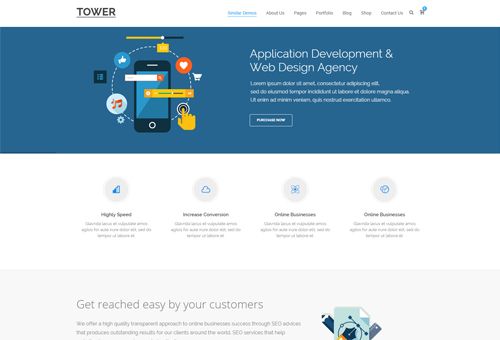 TOWER
Similar Demos About Us Pages Portfolio Blog Shop Contact Us
Application Development &
Web Design Agency
Lorem ipsum dolor sit amet, consectetur adipiscing elit,
sed do eiusmod tempor incididunt ut labore et dolore magna aliqua.
Ut enim ad minim veniam, quis nostrud exercitation ullamco.
PURCHASE NOW
Highly Speed Increase Conversion Online Businesses Online Businesses
Get reached easy by your customers
We offer a high quality transparent approach to online businesses success through SEO advices
that produces outstanding results for our clients around the world. SEO services that help